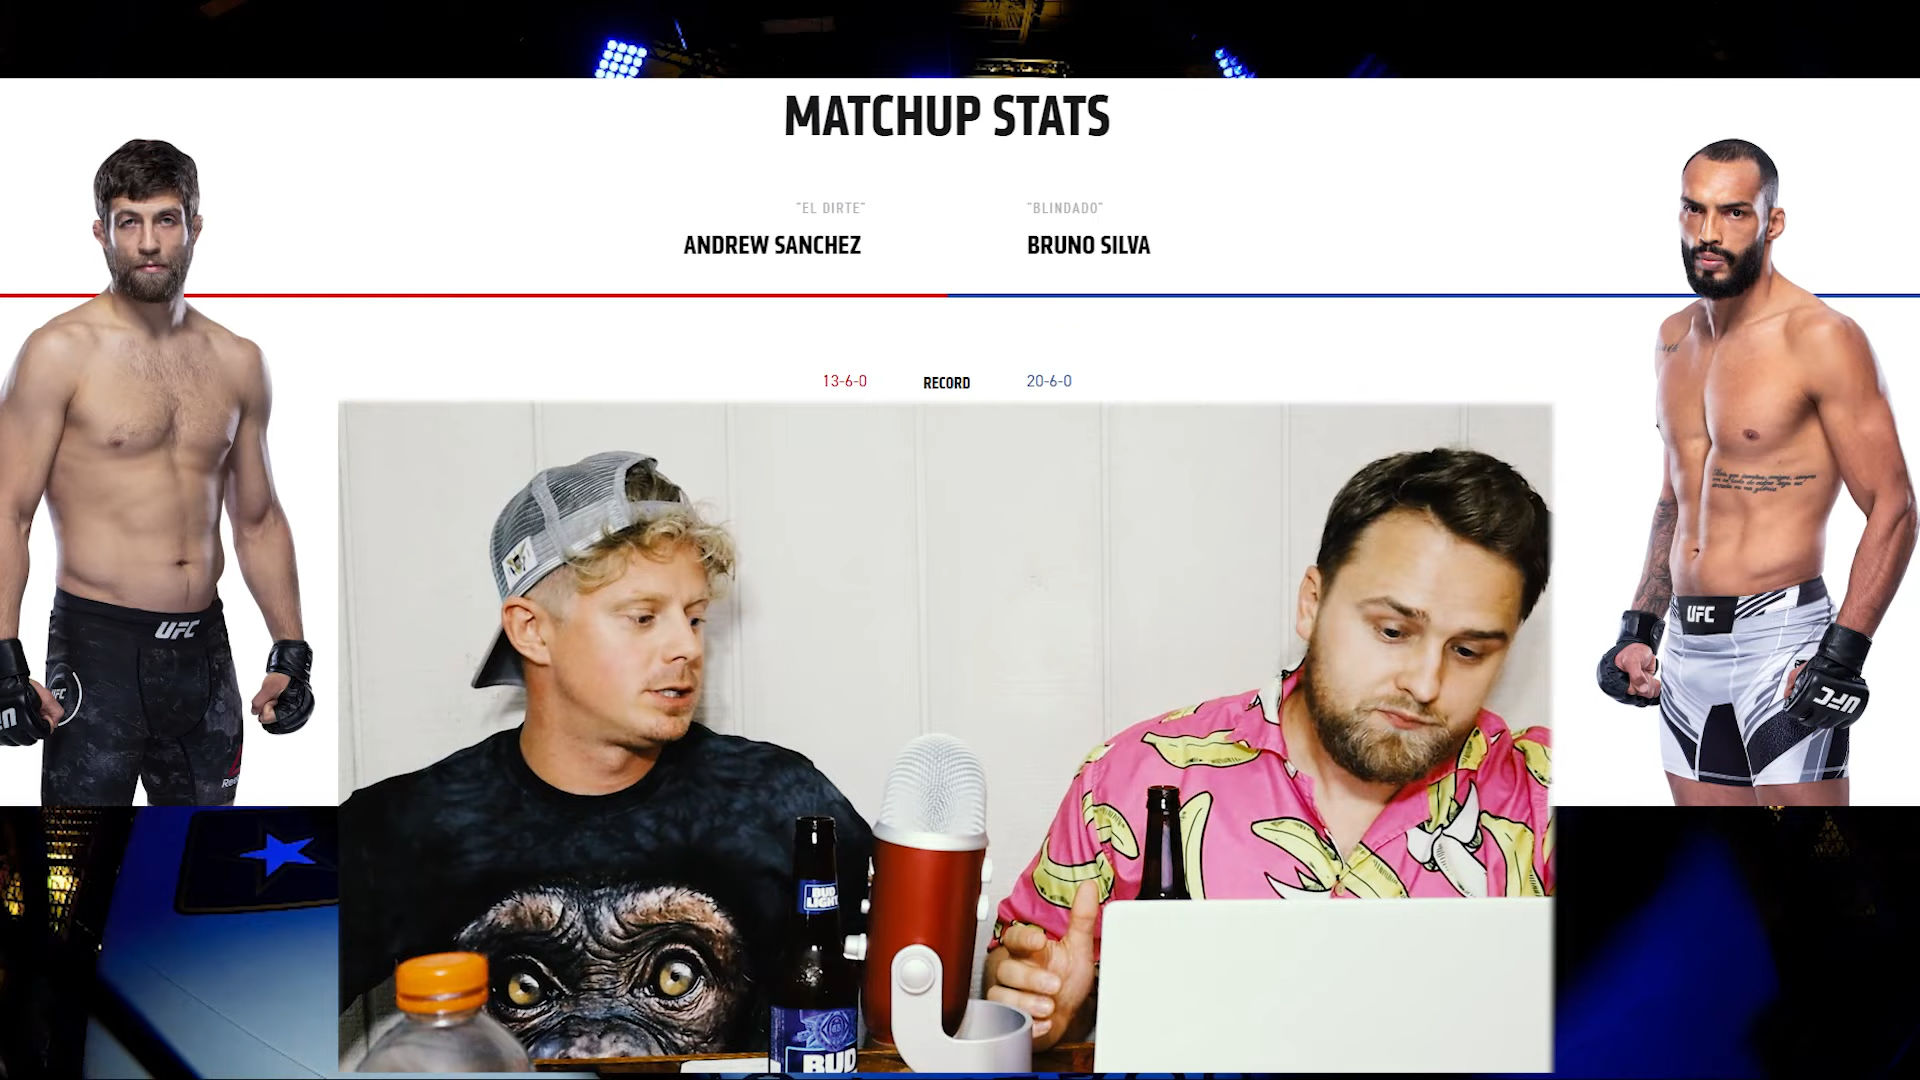 MATCHUP STATS
"EL DIRTE"
"BLINDADO"
ANDREW SANCHEZ
BRUNO SILVA
13-6-0
RECORD
20-6-0
UFC
UFC
UFC
UFC
BUD
LIGHT
BUD